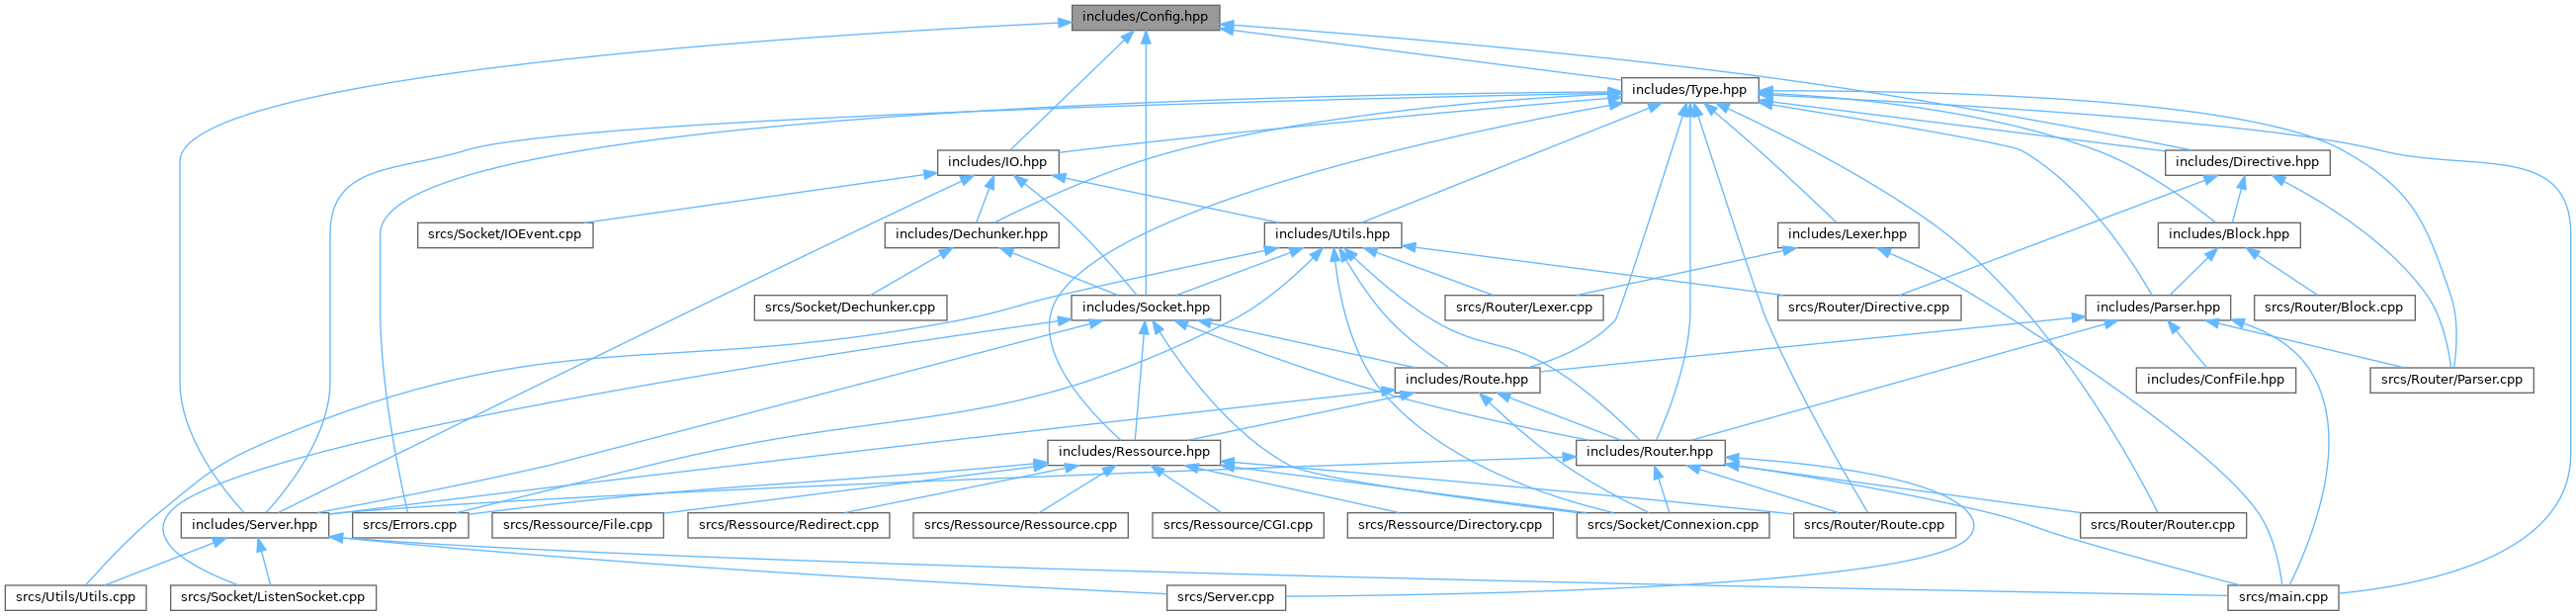 includes/Config.hpp
includes/Type.hpp
includes/IO.hpp
includes/Directive.hpp
srcs/Socket/IOEvent.cpp
includes/Dechunker.hpp
includes/Utils.hpp
includes/Lexer.hpp
includes/Block.hpp
srcs/Socket/Dechunker.cpp
includes/Socket.hpp
srcs/Router/Lexer.cpp
srcs/Router/Directive.cpp
includes/Parser.hpp
srcs/Router/Block.cpp
includes/Route.hpp
includes/ConfFile.hpp
srcs/Router/Parser.cpp
includes/Ressource.hpp
includes/Router.hpp
includes/Server.hpp
srcs/Errors.cpp
srcs/Ressource/File.cpp
srcs/Ressource/Redirect.cpp
srcs/Ressource/Ressource.cpp
srcs/Ressource/CGI.cpp
srcs/Ressource/Directory.cpp
srcs/Socket/Connexion.cpp
srcs/Router/Route.cpp
srcs/Router/Router.cpp
srcs/Utils/Utils.cpp
srcs/Socket/ListenSocket.cpp
srcs/Server.cpp
srcs/main.cpp